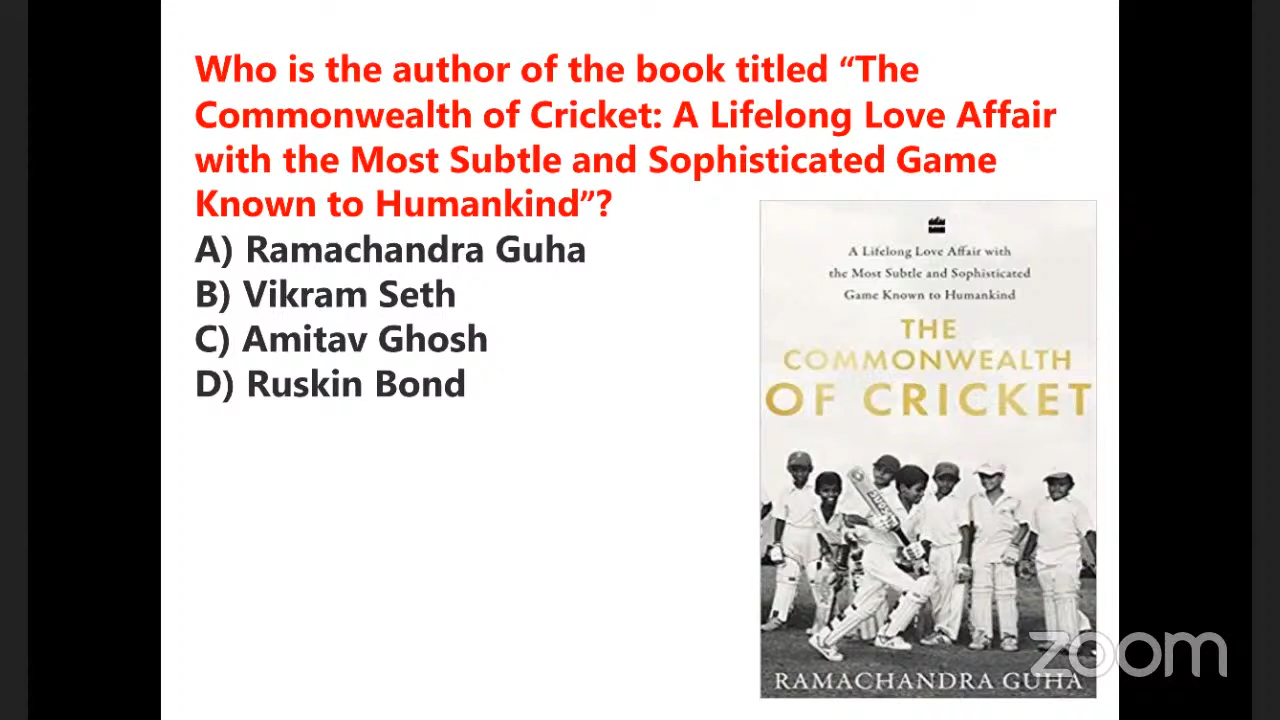 Who is the author of the book titled “The
Commonwealth of Cricket: A Lifelong Love Affair
with the Most Subtle and Sophisticated Game
Known to Humankind”?
A) Ramachandra Guha
B) Vikram Seth
C) Amitav Ghosh
D) Ruskin Bond
A Lifelong Love Affair with
the Most Subtle and Sophisticated
Game Known to Humankind
THE
COMMONWEALTH
OF CRICKET
RAMACHANDRA GUHA
zoom